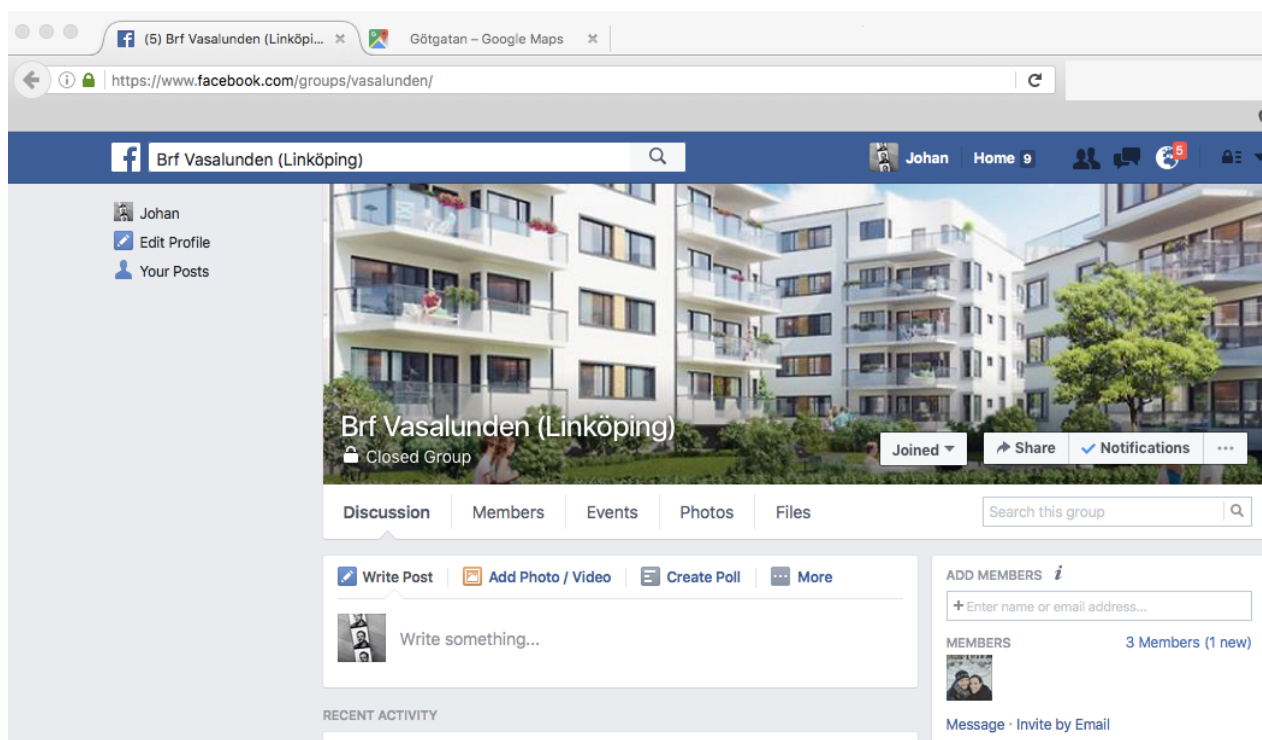 (5) Brf Vasalunden (Linköpi...
Götgatan – Google Maps
https://www.facebook.com/groups/vasalunden/
Brf Vasalunden (Linköping)
Johan
Home 9
5
Johan
Edit Profile
Your Posts
Brf Vasalunden (Linköping)
Closed Group
Joined
Share
Notifications
Discussion
Members
Events
Photos
Files
Search this group
Write Post
Add Photo / Video
Create Poll
More
Write something...
ADD MEMBERS i
+ Enter name or email address...
MEMBERS
3 Members (1 new)
Message · Invite by Email
RECENT ACTIVITY